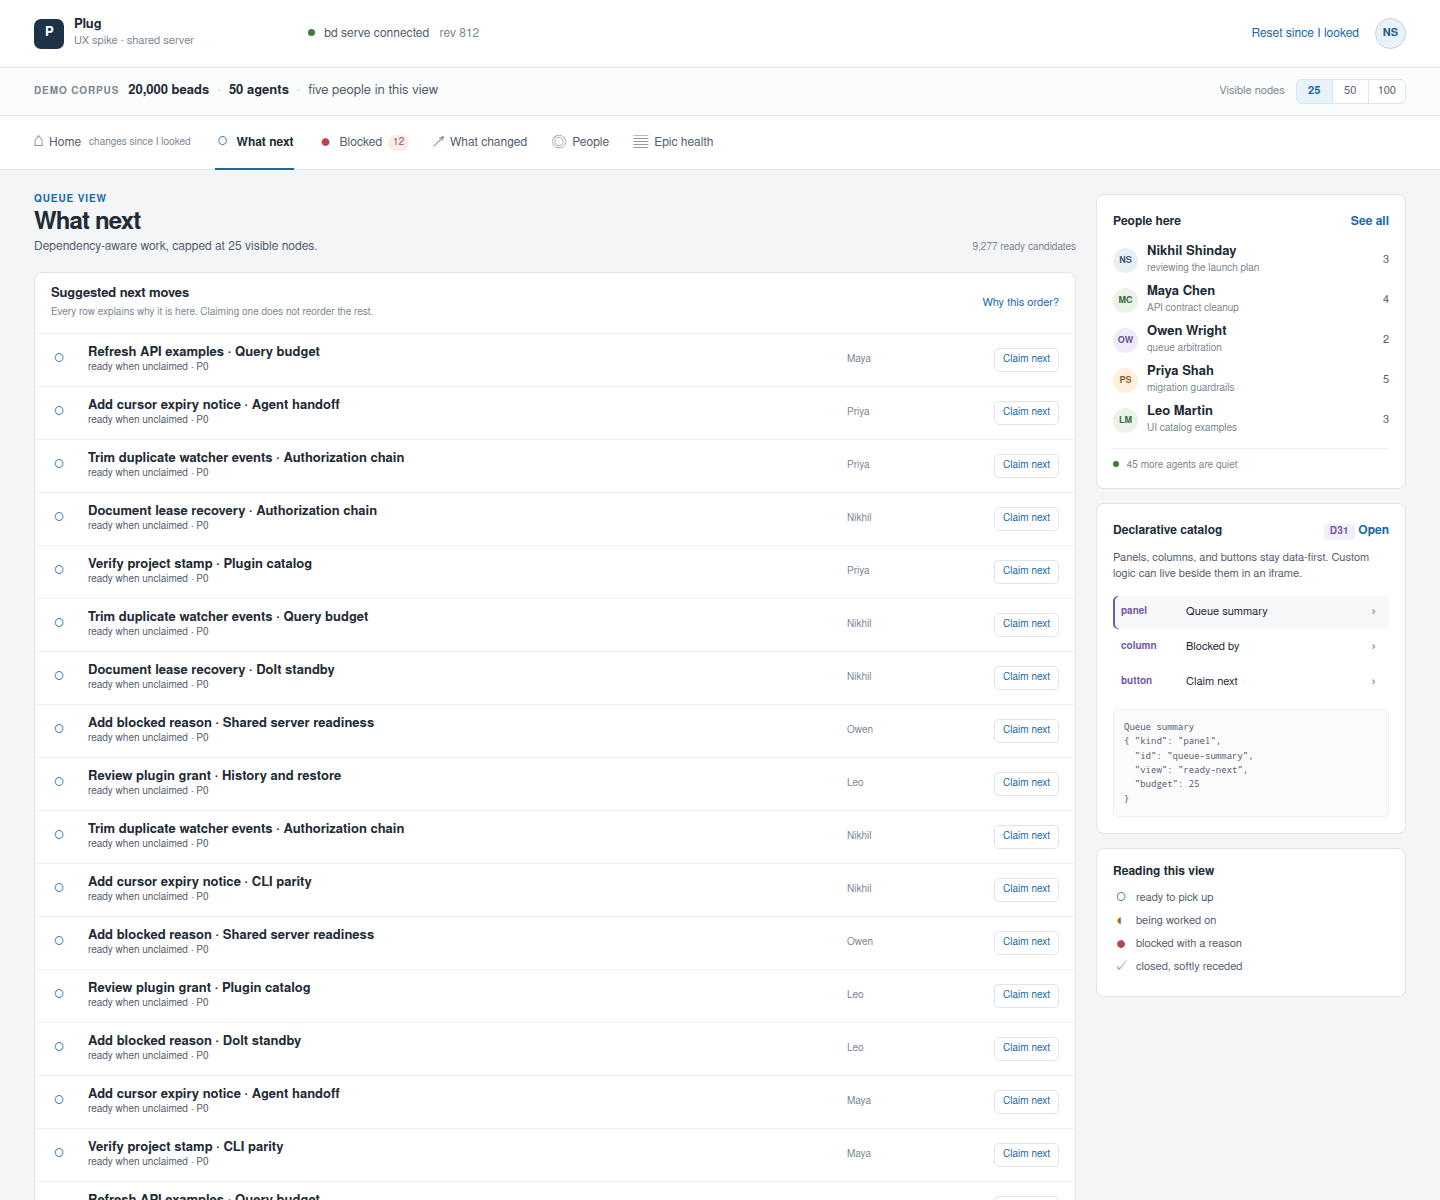 P
Plug
UX spike · shared server
bd serve connected rev 812
Reset since I looked
NS
DEMO CORPUS 20,000 beads · 50 agents · five people in this view
Visible nodes 25 50 100
Home changes since I looked
What next
Blocked 12
What changed
People
Epic health
QUEUE VIEW
What next
Dependency-aware work, capped at 25 visible nodes.
9,277 ready candidates
Suggested next moves
Every row explains why it is here. Claiming one does not reorder the rest.
Why this order?
Refresh API examples · Query budget
ready when unclaimed · P0
Maya
Claim next
Add cursor expiry notice · Agent handoff
ready when unclaimed · P0
Priya
Claim next
Trim duplicate watcher events · Authorization chain
ready when unclaimed · P0
Priya
Claim next
Document lease recovery · Authorization chain
ready when unclaimed · P0
Nikhil
Claim next
Verify project stamp · Plugin catalog
ready when unclaimed · P0
Priya
Claim next
Trim duplicate watcher events · Query budget
ready when unclaimed · P0
Nikhil
Claim next
Document lease recovery · Dolt standby
ready when unclaimed · P0
Nikhil
Claim next
Add blocked reason · Shared server readiness
ready when unclaimed · P0
Owen
Claim next
Review plugin grant · History and restore
ready when unclaimed · P0
Leo
Claim next
Trim duplicate watcher events · Authorization chain
ready when unclaimed · P0
Nikhil
Claim next
Add cursor expiry notice · CLI parity
ready when unclaimed · P0
Nikhil
Claim next
Add blocked reason · Shared server readiness
ready when unclaimed · P0
Owen
Claim next
Review plugin grant · Plugin catalog
ready when unclaimed · P0
Leo
Claim next
Add blocked reason · Dolt standby
ready when unclaimed · P0
Leo
Claim next
Add cursor expiry notice · Agent handoff
ready when unclaimed · P0
Maya
Claim next
Verify project stamp · CLI parity
ready when unclaimed · P0
Maya
Claim next
Refresh API examples · Query budget
People here
See all
NS
Nikhil Shinday
reviewing the launch plan
3
MC
Maya Chen
API contract cleanup
4
OW
Owen Wright
queue arbitration
2
PS
Priya Shah
migration guardrails
5
LM
Leo Martin
UI catalog examples
3
45 more agents are quiet
Declarative catalog
D31 Open
Panels, columns, and buttons stay data-first. Custom
logic can live beside them in an iframe.
panel Queue summary ›
column Blocked by ›
button Claim next ›
Queue summary
{ "kind": "panel",
"id": "queue-summary",
"view": "ready-next",
"budget": 25
}
Reading this view
ready to pick up
being worked on
blocked with a reason
closed, softly receded